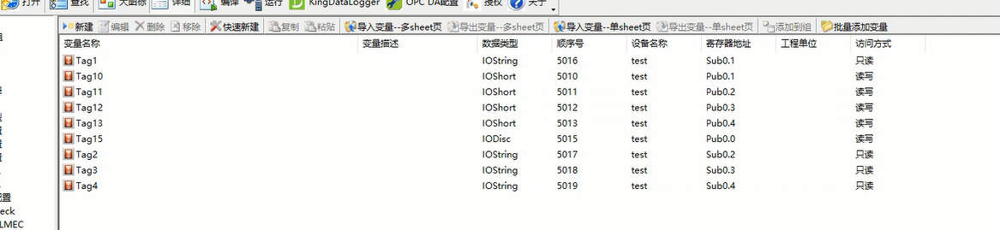 打开 查找 大图标 详细 编译 运行 KingDataLogger OPC DA配置 授权 关于
新建 编辑 删除 移除 快速新建 复制 粘贴 导入变量--多sheet页 导出变量--多sheet页 导入变量--单sheet页 导出变量--单sheet页 添加到组 批量添加变量
变量名称 变量描述 数据类型 顺序号 设备名称 寄存器地址 工程单位 访问方式
Tag1 IOString 5016 test Sub0.1 只读
Tag10 IOShort 5010 test Pub0.1 读写
Tag11 IOShort 5011 test Pub0.2 读写
Tag12 IOShort 5012 test Pub0.3 读写
Tag13 IOShort 5013 test Pub0.4 读写
Tag15 IODisc 5015 test Pub0.0 读写
Tag2 IOString 5017 test Sub0.2 只读
Tag3 IOString 5018 test Sub0.3 只读
Tag4 IOString 5019 test Sub0.4 只读
配置
eck
LMEC